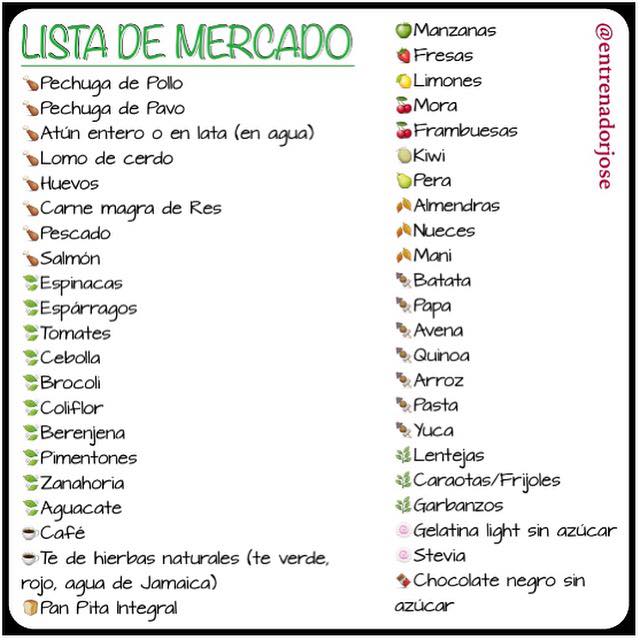 LISTA DE MERCADO
Pechuga de Pollo
Pechuga de Pavo
Atún entero o en lata (en agua)
Lomo de cerdo
Huevos
Carne magra de Res
Pescado
Salmón
Espinacas
Espárragos
Tomates
Cebolla
Brocoli
Coliflor
Berenjena
Pimentones
Zanahoria
Aguacate
Café
Te de hierbas naturales (te verde,
rojo, agua de Jamaica)
Pan Pita Integral
Manzanas
Fresas
Limones
Mora
Frambuesas
Kiwi
Pera
Almendras
Nueces
Mani
Batata
Papa
Avena
Quinoa
Arroz
Pasta
Yuca
Lentejas
Caraotas/Frijoles
Garbanzos
Gelatina light sin azúcar
Stevia
Chocolate negro sin
azúcar
@entrenadorjose